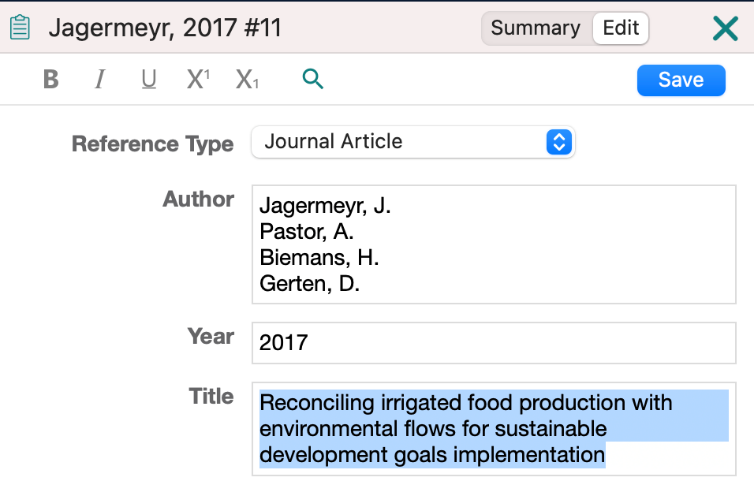 Jagermeyr, 2017 #11
Summary Edit
B I U X¹ X₁
Save
Reference Type Journal Article
Author Jagermeyr, J.
Pastor, A.
Biemans, H.
Gerten, D.
Year 2017
Title Reconciling irrigated food production with
environmental flows for sustainable
development goals implementation